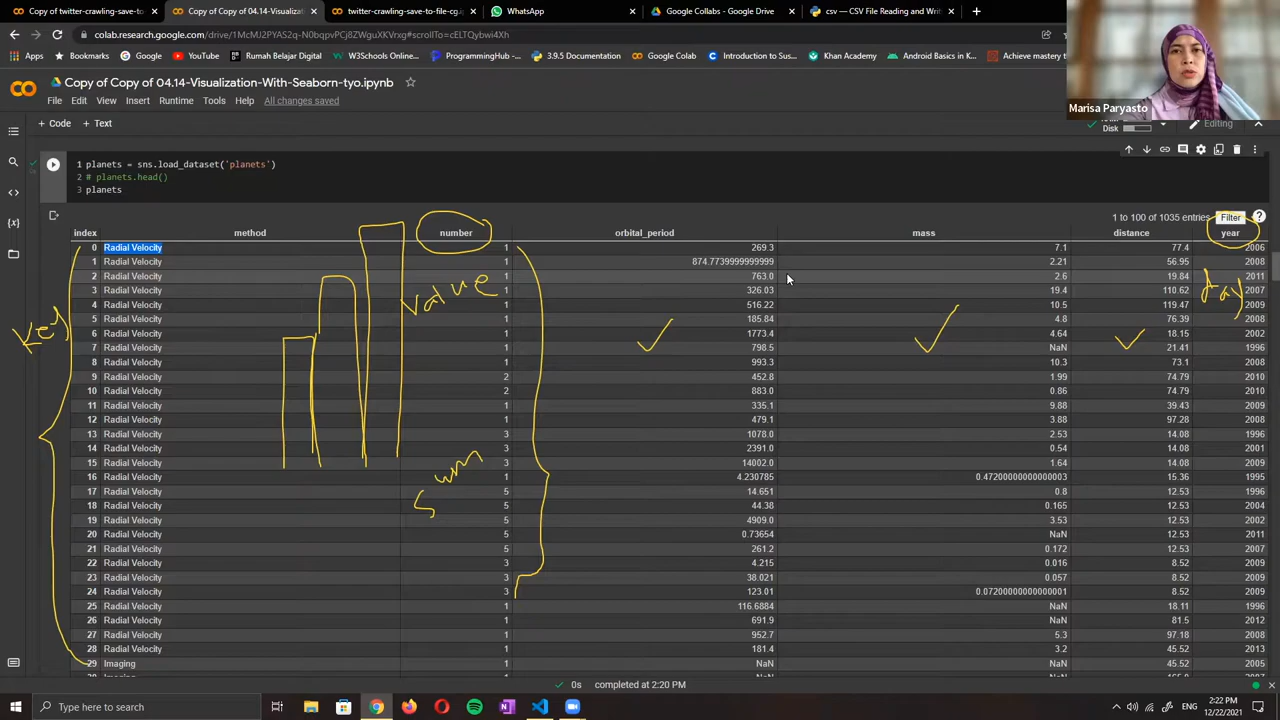 Copy of twitter-crawling-save-to
Copy of Copy of 04.14-Visualizati
twitter-crawling-save-to-file-cg.
WhatsApp
Google Collabs - Google Drive
csv — CSV File Reading and Writ
colab.research.google.com/drive/1McMJ2PYAS2q-N0bqpvPCj8ZWguXKVrxg#scrollTo=cELTQybwi4Xh
Apps
Google
YouTube
Rumah Belajar Digital
W3Schools Online...
ProgrammingHub -...
3.9.5 Documentation
Google Colab
Introduction to Sus...
Khan Academy
Android Basics in K
Marisa Paryasto
Copy of Copy of 04.14-Visualization-With-Seaborn-tyo.ipynb
File Edit View Insert Runtime Tools Help All changes saved
+ Code + Text
Disk
Editing
1 planets = sns.load_dataset('planets')
2 # planets.head()
3 planets
1 to 100 of 1035 entries Filter
index method number orbital_period mass distance year
0 Radial Velocity 1 269.3 7.1 77.4 2006
1 Radial Velocity 1 874.7739999999999 2.21 56.95 2008
2 Radial Velocity 1 763.0 2.6 19.84 2011
3 Radial Velocity 1 326.03 19.4 110.62 2007
4 Radial Velocity 1 516.22 10.5 119.47 2009
5 Radial Velocity 1 185.84 4.8 76.39 2008
6 Radial Velocity 1 1773.4 4.64 18.15 2002
7 Radial Velocity 1 798.5 NaN 21.41 1996
8 Radial Velocity 1 993.3 10.3 73.1 2008
9 Radial Velocity 2 452.8 1.99 74.79 2010
10 Radial Velocity 2 883.0 0.86 74.79 2010
11 Radial Velocity 1 335.1 9.88 39.43 2009
12 Radial Velocity 1 479.1 3.88 97.28 2008
13 Radial Velocity 3 1078.0 2.53 14.08 1996
14 Radial Velocity 3 2391.0 0.54 14.08 2001
15 Radial Velocity 3 14002.0 1.64 14.08 2009
16 Radial Velocity 1 4.230785 0.47200000000000003 15.36 1995
17 Radial Velocity 5 14.651 0.8 12.53 1996
18 Radial Velocity 5 44.38 0.165 12.53 2004
19 Radial Velocity 5 4909.0 3.53 12.53 2002
20 Radial Velocity 5 0.73654 NaN 12.53 2011
21 Radial Velocity 5 261.2 0.172 12.53 2007
22 Radial Velocity 3 4.215 0.016 8.52 2009
23 Radial Velocity 3 38.021 0.057 8.52 2009
24 Radial Velocity 3 123.01 0.07200000000000001 8.52 2009
25 Radial Velocity 1 116.6884 NaN 18.11 1996
26 Radial Velocity 1 691.9 NaN 81.5 2012
27 Radial Velocity 1 952.7 5.3 97.18 2008
28 Radial Velocity 1 181.4 3.2 45.52 2013
29 Imaging 1 NaN NaN 45.52 2005
Key
value
sum
day
0s completed at 2:20 PM
Type here to search
2:22 PM
12/22/2021